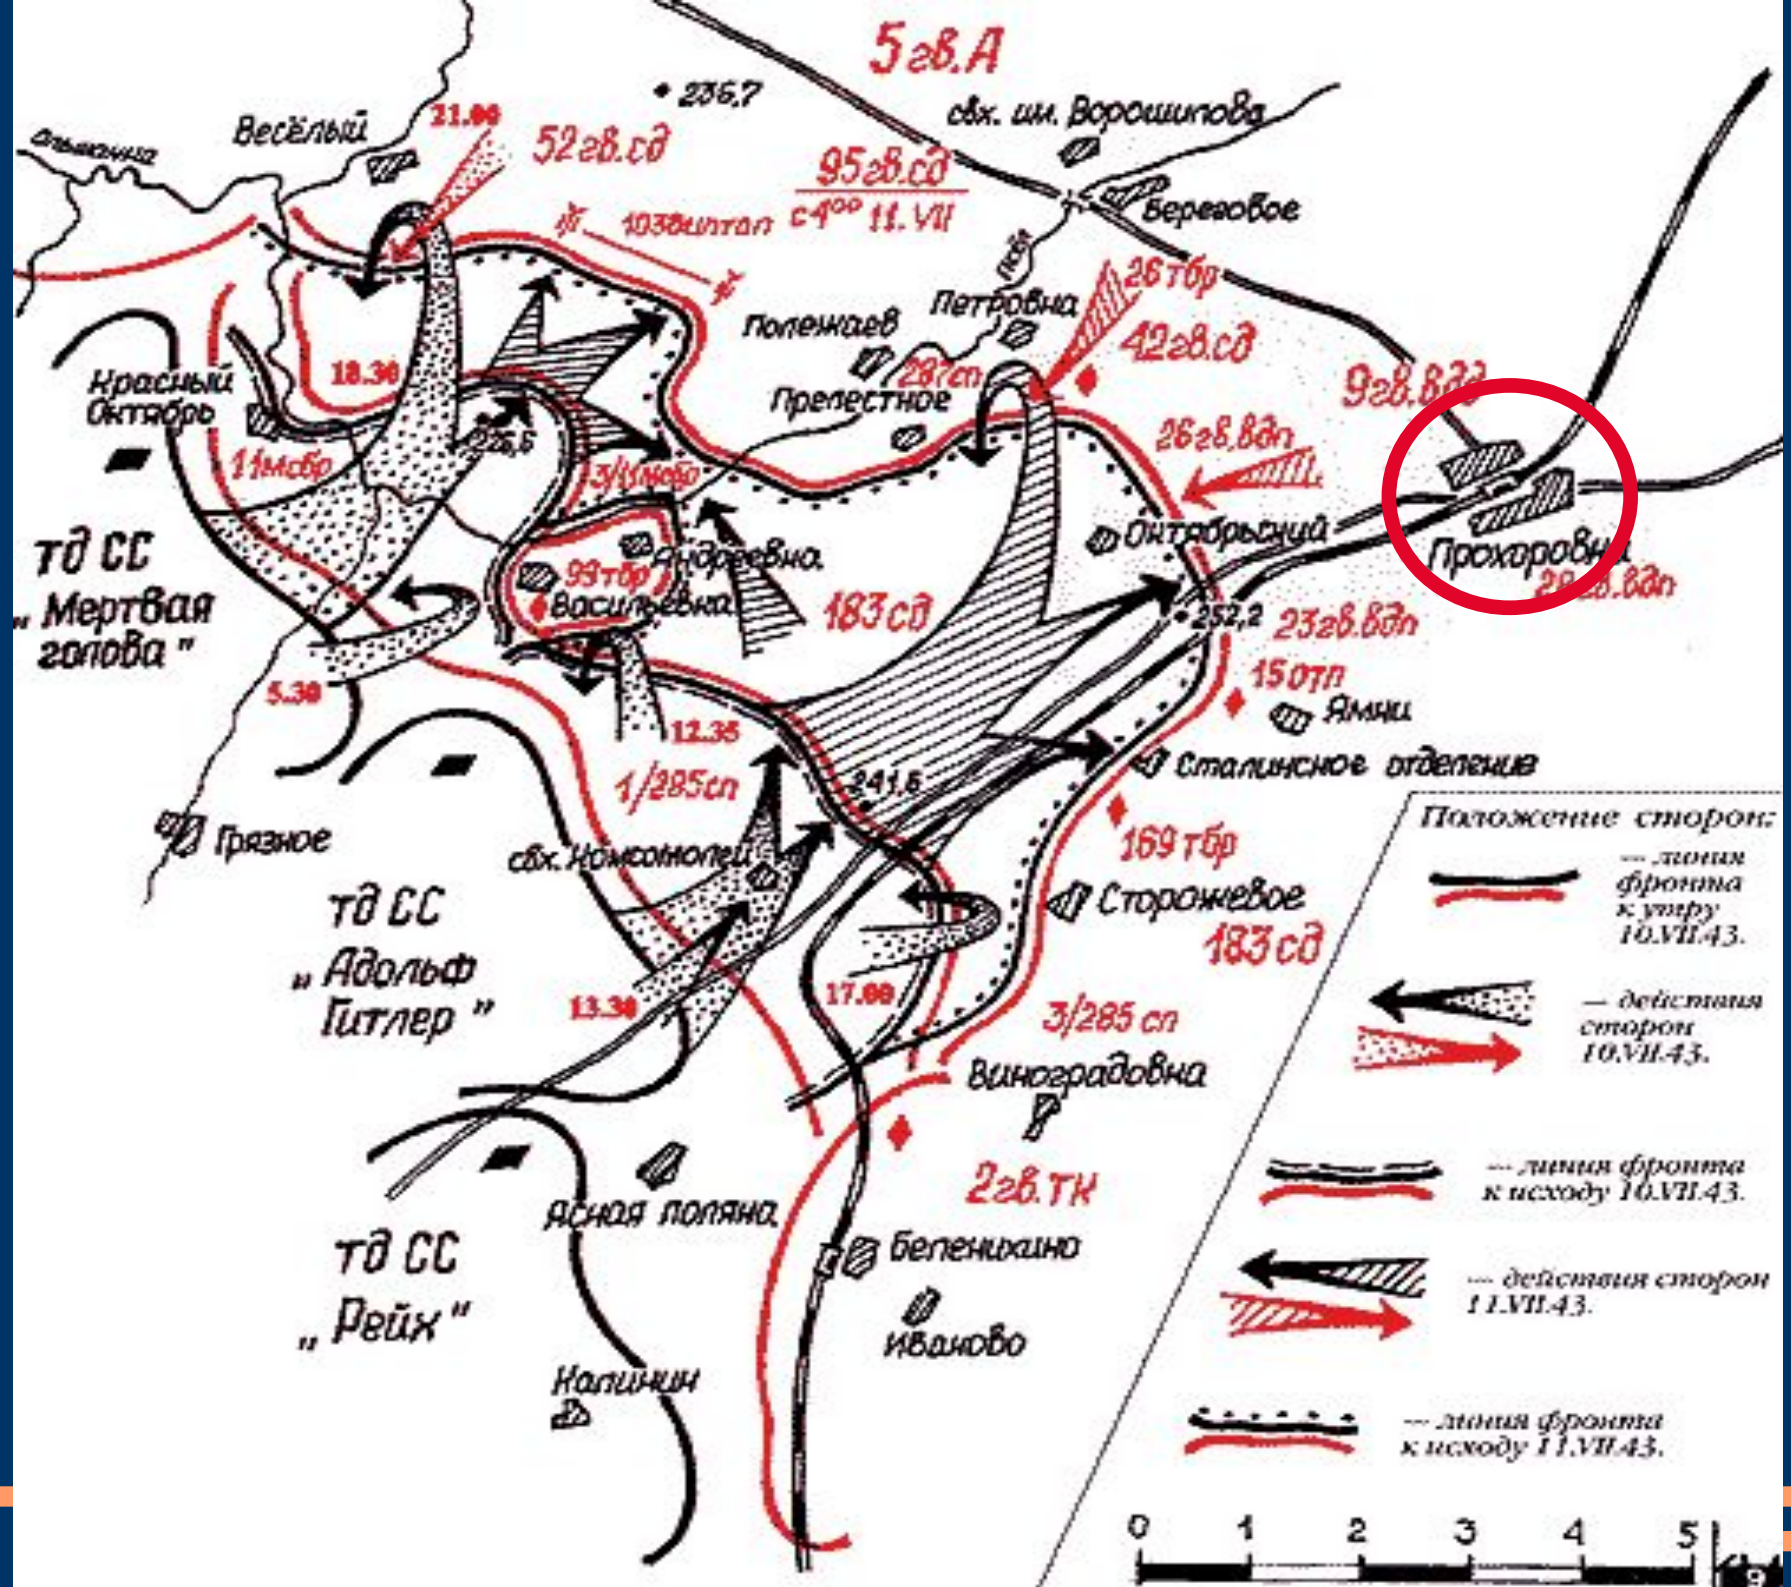 5 гв. А
236,7
свх. им. Ворошилова
Весёлый
21.00
52 гв. сд
95 гв. сд
с 4⁰⁰ 11. VII
Береговое
Псёл
26 тбр
Петровка
Полежаев
42 гв. сд
287 сп
Прелестное
9 гв. вдд
Красный
Октябрь
18.30
226,6
26 гв. вдп
11 мсбр
3/11 мсбр
тд СС
„Мертвая
голова"
Андреевка
Октябрьский
Прохоровка
99 тбр
Васильевка
183 сд
252,2
23 гв. вдп
28 гв. вдп
5.30
15 отп
Ямки
12.35
1/285 сп
Сталинское отделение
241,6
Грязное
свх. Комсомолец
169 тбр
Сторожевое
183 сд
тд СС
„Адольф
Гитлер"
13.30
17.00
3/285 сп
Виноградовка
2 гв. ТК
Ясная поляна
Беленихино
тд СС
„Рейх"
Иваново
Калинин
Положение сторон:
— линия
фронта
к утру
10.VII.43.
— действия
сторон
10.VII.43.
— линия фронта
к исходу 10.VII.43.
— действия сторон
11.VII.43.
— линия фронта
к исходу 11.VII.43.
0 1 2 3 4 5